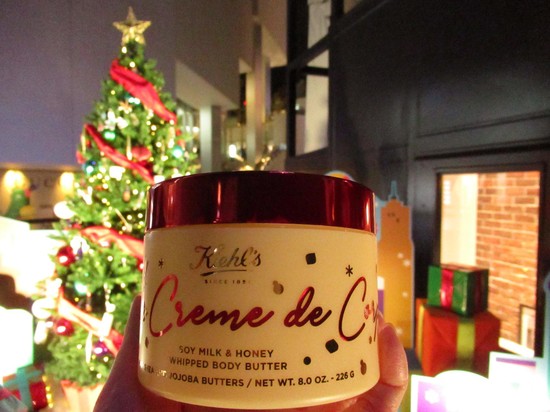 Kiehl's
SINCE 185
Creme de Co
SOY MILK & HONEY
WHIPPED BODY BUTTER
JOJOBA BUTTERS / NET WT. 8.0 OZ. - 226 G